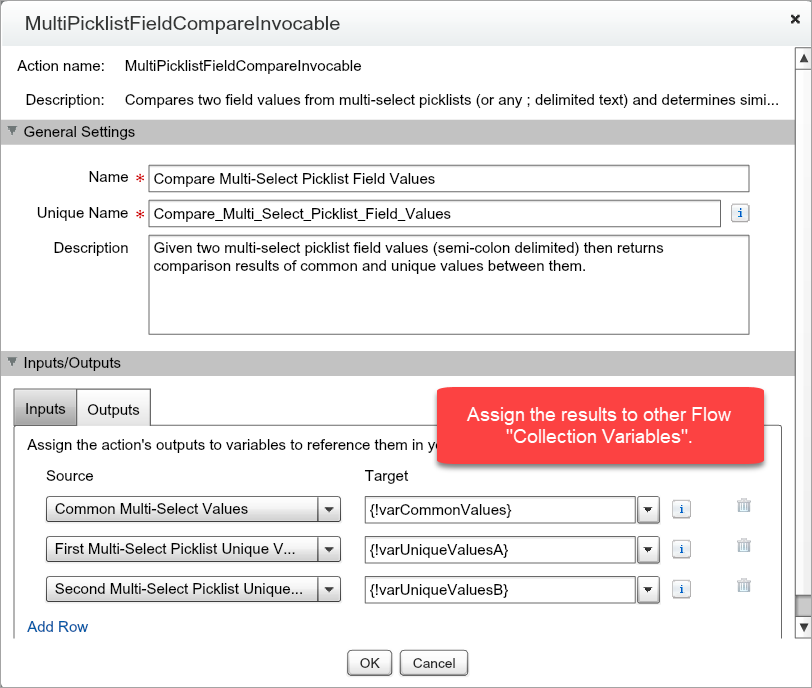 MultiPicklistFieldCompareInvocable
Action name: MultiPicklistFieldCompareInvocable
Description: Compares two field values from multi-select picklists (or any ; delimited text) and determines simi...
General Settings
Name * Compare Multi-Select Picklist Field Values
Unique Name * Compare_Multi_Select_Picklist_Field_Values
Description Given two multi-select picklist field values (semi-colon delimited) then returns
comparison results of common and unique values between them.
Inputs/Outputs
Inputs Outputs
Assign the results to other Flow
"Collection Variables".
Assign the action's outputs to variables to reference them in
Source Target
Common Multi-Select Values {!varCommonValues}
First Multi-Select Picklist Unique V... {!varUniqueValuesA}
Second Multi-Select Picklist Unique... {!varUniqueValuesB}
Add Row
OK Cancel